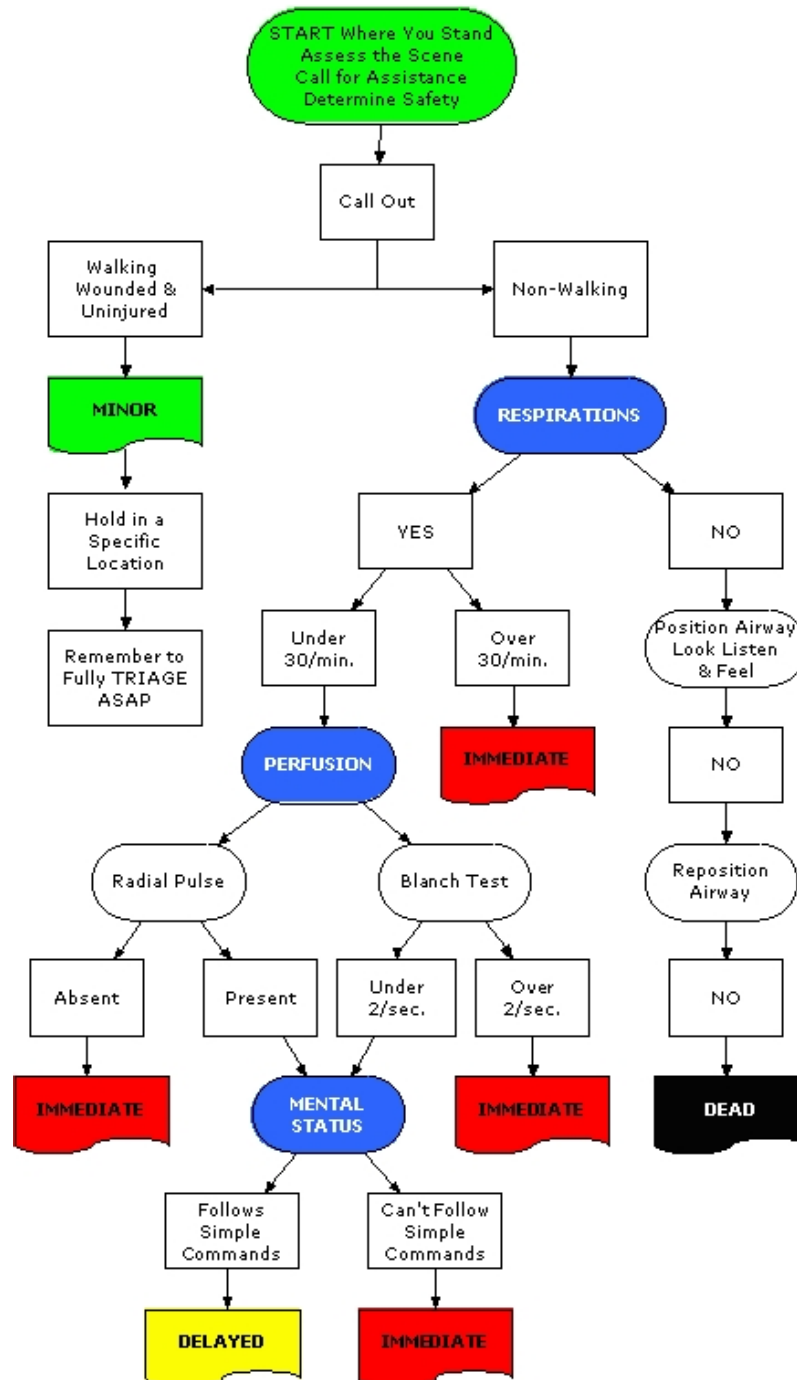 START Where You Stand
Assess the Scene
Call for Assistance
Determine Safety
Call Out
Walking
Wounded &
Uninjured
Non-Walking
MINOR
RESPIRATIONS
Hold in a
Specific
Location
YES
NO
Remember to
Fully TRIAGE
ASAP
Under
30/min.
Over
30/min.
Position Airway
Look Listen
& Feel
PERFUSION
IMMEDIATE
NO
Radial Pulse
Blanch Test
Reposition
Airway
Absent
Present
Under
2/sec.
Over
2/sec.
NO
IMMEDIATE
MENTAL
STATUS
IMMEDIATE
DEAD
Follows
Simple
Commands
Can't Follow
Simple
Commands
DELAYED
IMMEDIATE